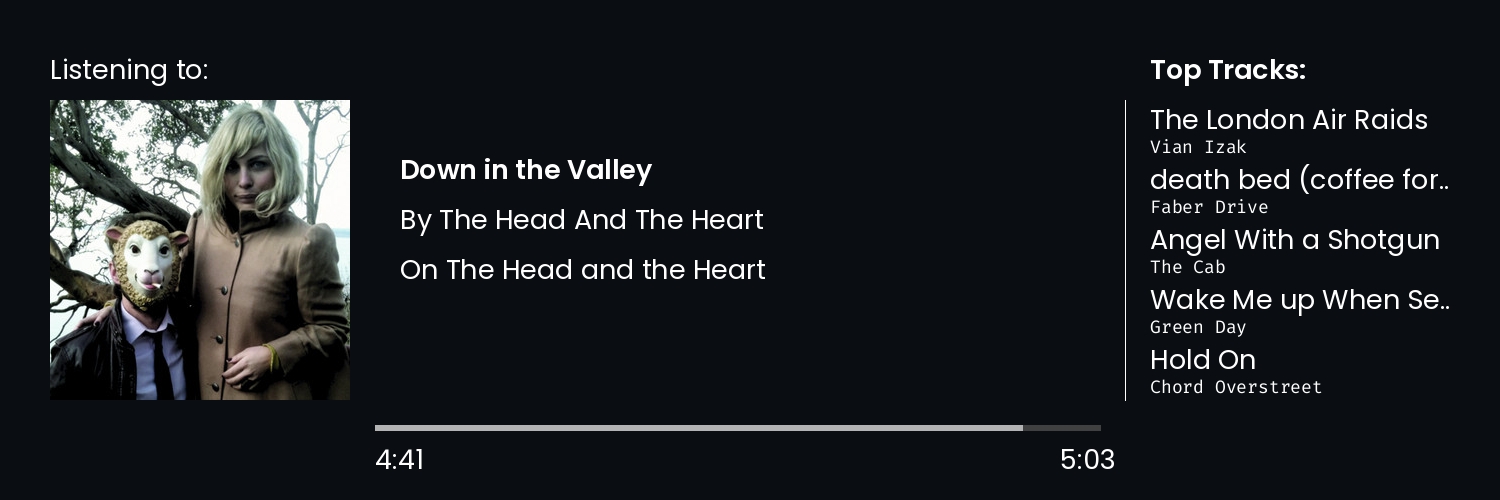 Listening to:
Down in the Valley
By The Head And The Heart
On The Head and the Heart
4:41
5:03
Top Tracks:
The London Air Raids
Vian Izak
death bed (coffee for..
Faber Drive
Angel With a Shotgun
The Cab
Wake Me up When Se..
Green Day
Hold On
Chord Overstreet